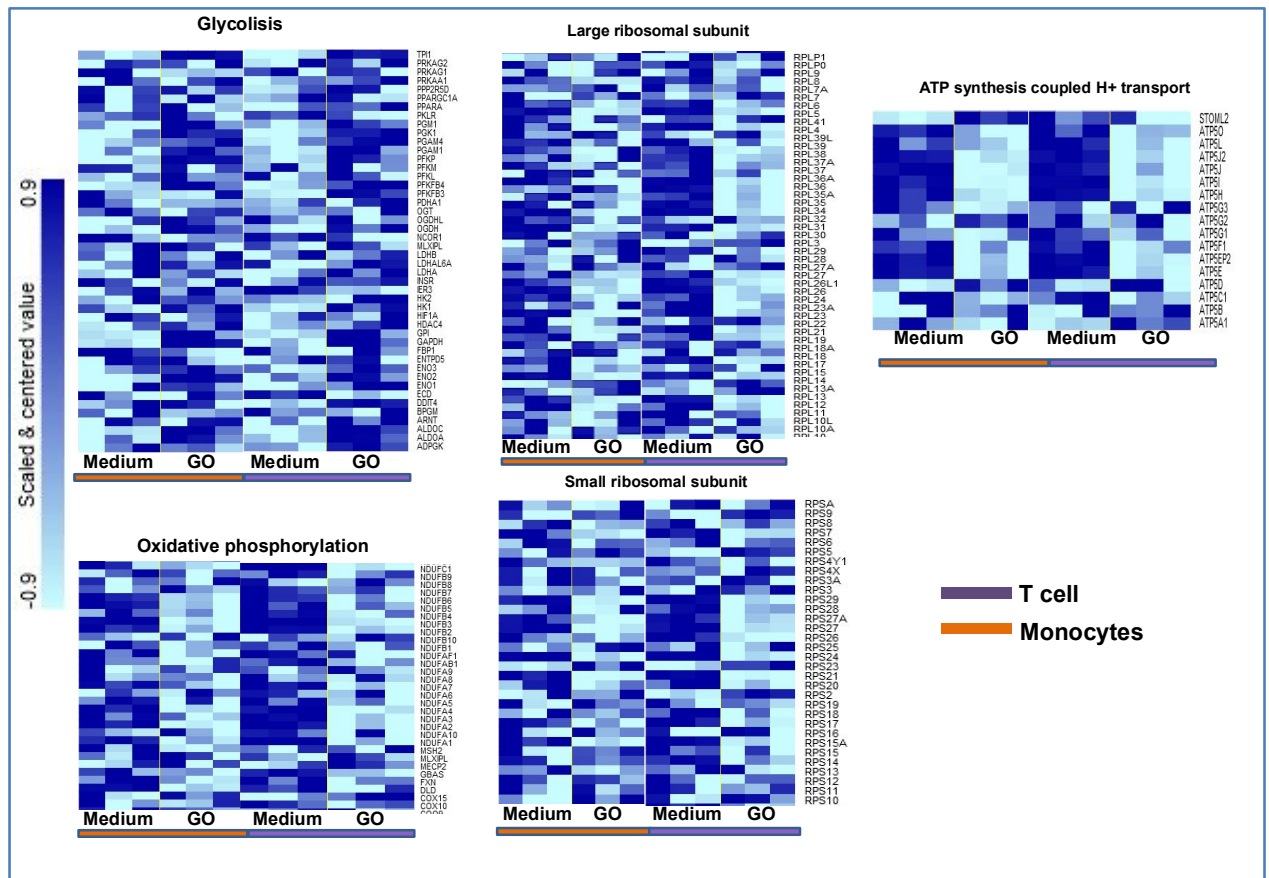 Glycolisis
TPI1
PRKAG2
PRKAG1
PRKAA1
PPP2R5D
PPARGC1A
PPARA
PKLR
PGM1
PGK1
PGAM4
PGAM1
PFKP
PFKM
PFKL
PFKFB4
PFKFB3
PDHA1
OGT
OGDHL
OGDH
NCOR1
MLXIPL
LDHB
LDHAL6A
LDHA
INSR
IER3
HK2
HK1
HIF1A
HDAC4
GPI
GAPDH
FBP1
ENTPD5
ENO3
ENO2
ENO1
ECD
DDIT4
BPGM
ARNT
ALDOC
ALDOA
ADPGK
Medium GO Medium GO
0.9
Scaled & centered value
-0.9
Large ribosomal subunit
RPLP1
RPLP0
RPL9
RPL8
RPL7A
RPL7
RPL6
RPL5
RPL41
RPL4
RPL39L
RPL39
RPL38
RPL37A
RPL37
RPL36A
RPL36
RPL35A
RPL35
RPL34
RPL32
RPL31
RPL30
RPL3
RPL29
RPL28
RPL27A
RPL27
RPL26L1
RPL26
RPL24
RPL23A
RPL23
RPL22
RPL21
RPL19
RPL18A
RPL18
RPL17
RPL15
RPL14
RPL13A
RPL13
RPL12
RPL11
RPL10L
RPL10A
RPL10
Medium GO Medium GO
ATP synthesis coupled H+ transport
STOML2
ATP5O
ATP5L
ATP5J2
ATP5J
ATP5I
ATP5H
ATP5G3
ATP5G2
ATP5G1
ATP5F1
ATP5EP2
ATP5E
ATP5D
ATP5C1
ATP5B
ATP5A1
Medium GO Medium GO
Oxidative phosphorylation
NDUFC1
NDUFB9
NDUFB8
NDUFB7
NDUFB6
NDUFB5
NDUFB4
NDUFB3
NDUFB2
NDUFB10
NDUFB1
NDUFAF1
NDUFAB1
NDUFA9
NDUFA8
NDUFA7
NDUFA6
NDUFA5
NDUFA4
NDUFA3
NDUFA2
NDUFA10
NDUFA1
MSH2
MLXIPL
MECP2
GBAS
FXN
DLD
COX15
COX10
Medium GO Medium GO
Small ribosomal subunit
RPSA
RPS9
RPS8
RPS7
RPS6
RPS5
RPS4Y1
RPS4X
RPS3A
RPS3
RPS29
RPS28
RPS27A
RPS27
RPS26
RPS25
RPS24
RPS23
RPS21
RPS20
RPS2
RPS19
RPS18
RPS17
RPS16
RPS15A
RPS15
RPS14
RPS13
RPS12
RPS11
RPS10
Medium GO Medium GO
T cell
Monocytes